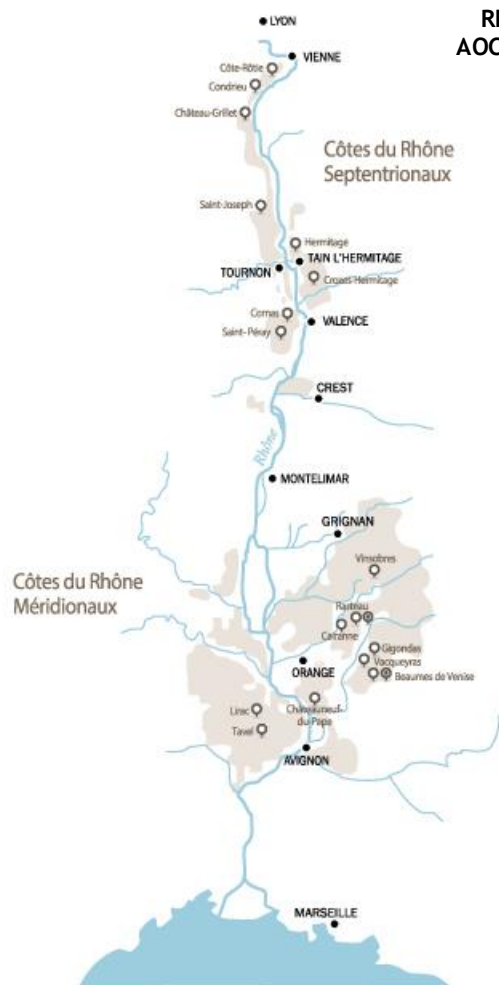 LYON
VIENNE
Côte-Rôtie
Condrieu
Château-Grillet
Côtes du Rhône
Septentrionaux
Saint-Joseph
Hermitage
TAIN L'HERMITAGE
TOURNON
Crozes-Hermitage
Cornas
VALENCE
Saint-Péray
CREST
Rhône
MONTELIMAR
GRIGNAN
Vinsobres
Côtes du Rhône
Méridionaux
Rasteau
Cairanne
Gigondas
Vacqueyras
ORANGE
Beaumes de Venise
Lirac
Châteauneuf-
du-Pape
Tavel
AVIGNON
MARSEILLE